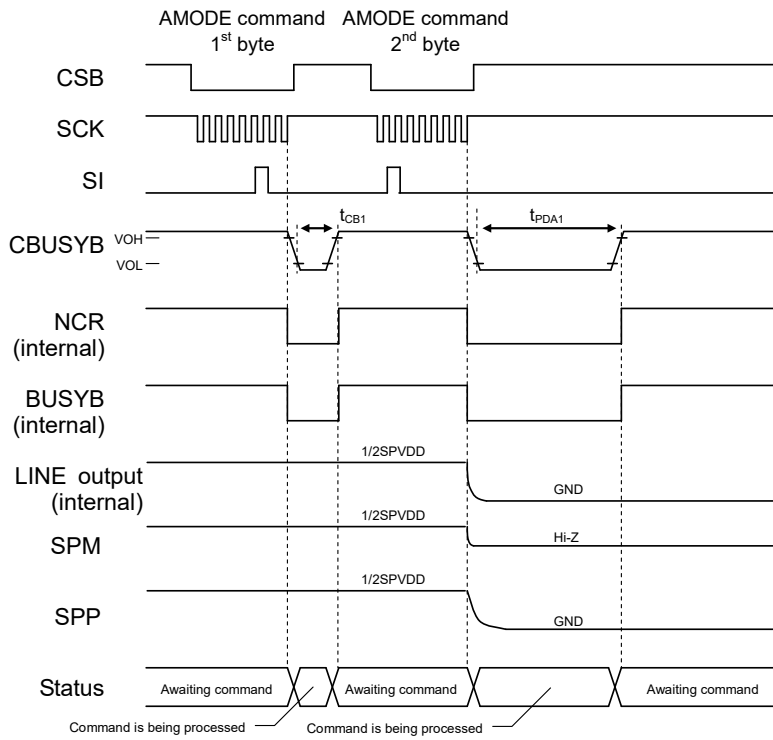 AMODE command
1st byte
AMODE command
2nd byte
CSB
SCK
SI
tCB1
tPDA1
CBUSYB
VOH
VOL
NCR
(internal)
BUSYB
(internal)
1/2SPVDD
LINE output
(internal)
GND
1/2SPVDD
SPM
Hi-Z
1/2SPVDD
SPP
GND
Status
Awaiting command
Awaiting command
Awaiting command
Command is being processed
Command is being processed